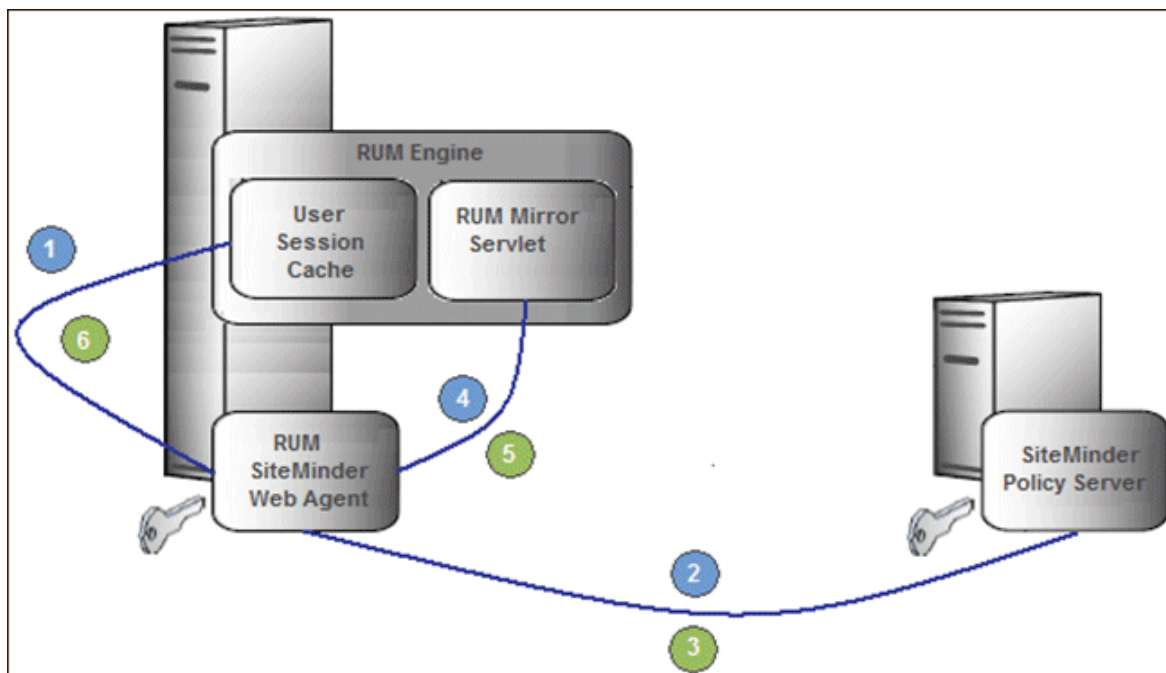 RUM Engine
User
Session
Cache
RUM Mirror
Servlet
1
6
4
5
RUM
SiteMinder
Web Agent
SiteMinder
Policy Server
2
3